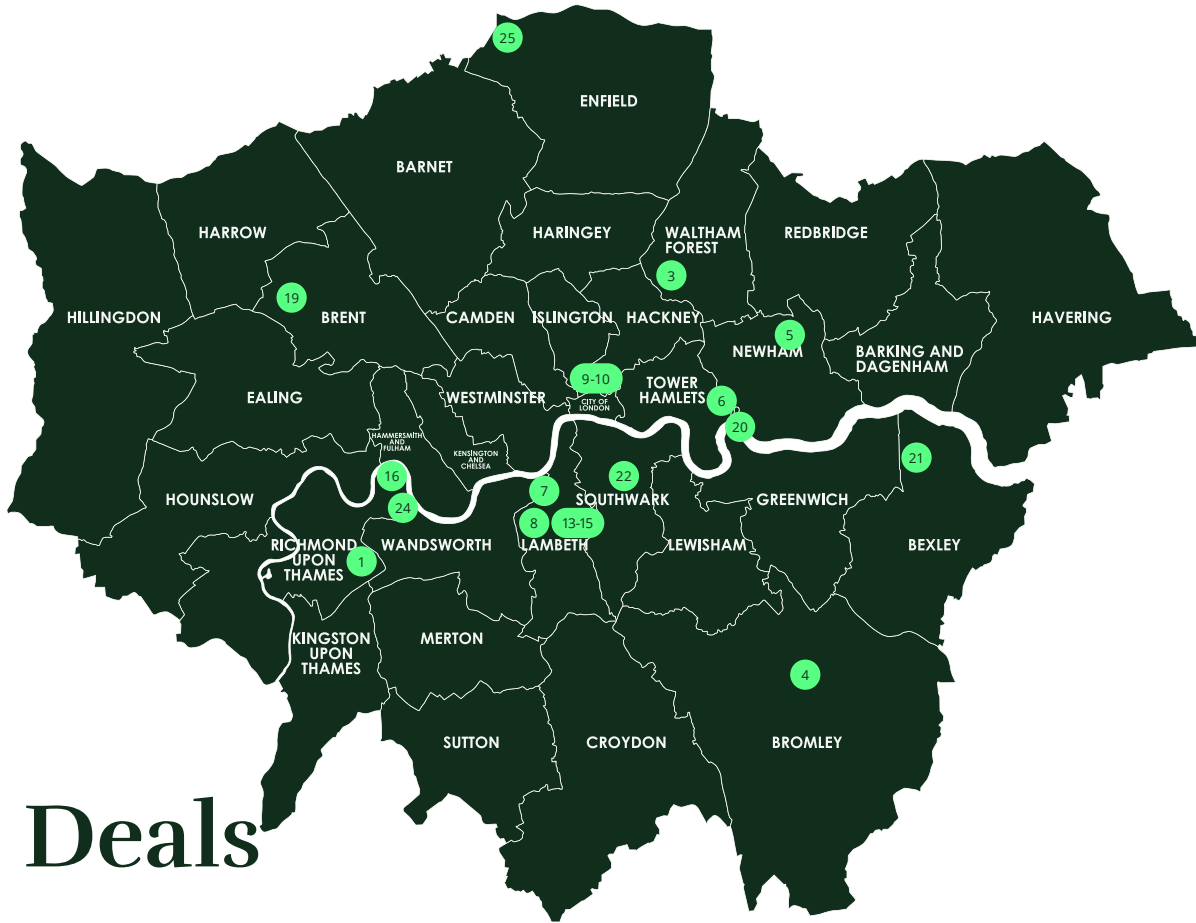 25
ENFIELD
BARNET
HARROW
HARINGEY
WALTHAM
FOREST
REDBRIDGE
3
19
HILLINGDON
BRENT
CAMDEN
ISLINGTON
HACKNEY
HAVERING
5
NEWHAM
BARKING AND
DAGENHAM
9-10
EALING
WESTMINSTER
CITY OF
LONDON
TOWER
HAMLETS
6
20
HAMMERSMITH
AND
FULHAM
KENSINGTON
AND
CHELSEA
21
16
22
HOUNSLOW
7
SOUTHWARK
GREENWICH
24
8
13-15
RICHMOND
UPON
THAMES
1
WANDSWORTH
LAMBETH
LEWISHAM
BEXLEY
KINGSTON
UPON
THAMES
MERTON
4
SUTTON
CROYDON
BROMLEY
Deals